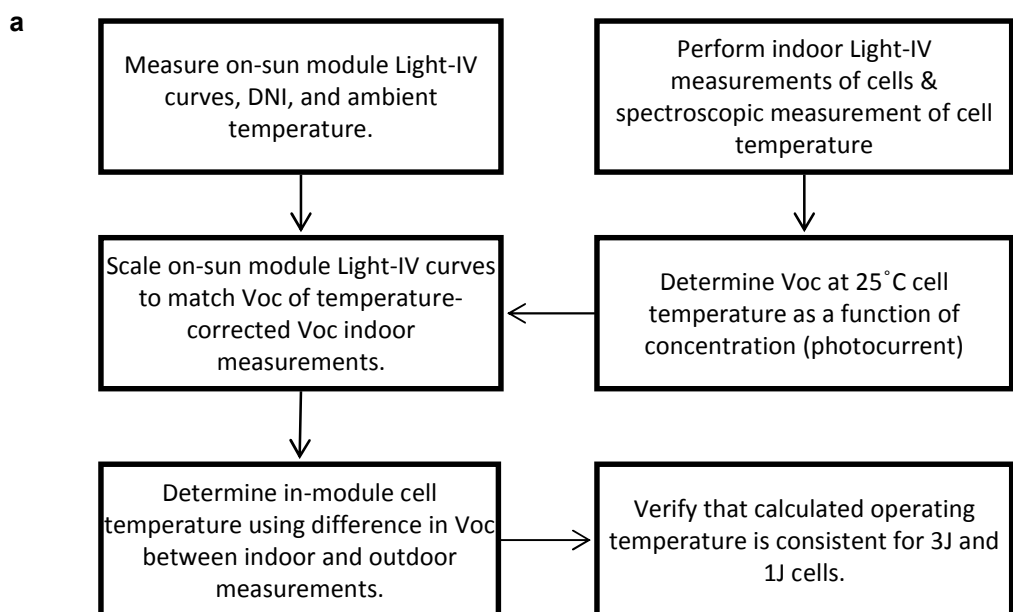 a
Measure on-sun module Light-IV
curves, DNI, and ambient
temperature.
Perform indoor Light-IV
measurements of cells &
spectroscopic measurement of cell
temperature
Scale on-sun module Light-IV curves
to match Voc of temperature-
corrected Voc indoor
measurements.
Determine Voc at 25˚C cell
temperature as a function of
concentration (photocurrent)
Determine in-module cell
temperature using difference in Voc
between indoor and outdoor
measurements.
Verify that calculated operating
temperature is consistent for 3J and
1J cells.